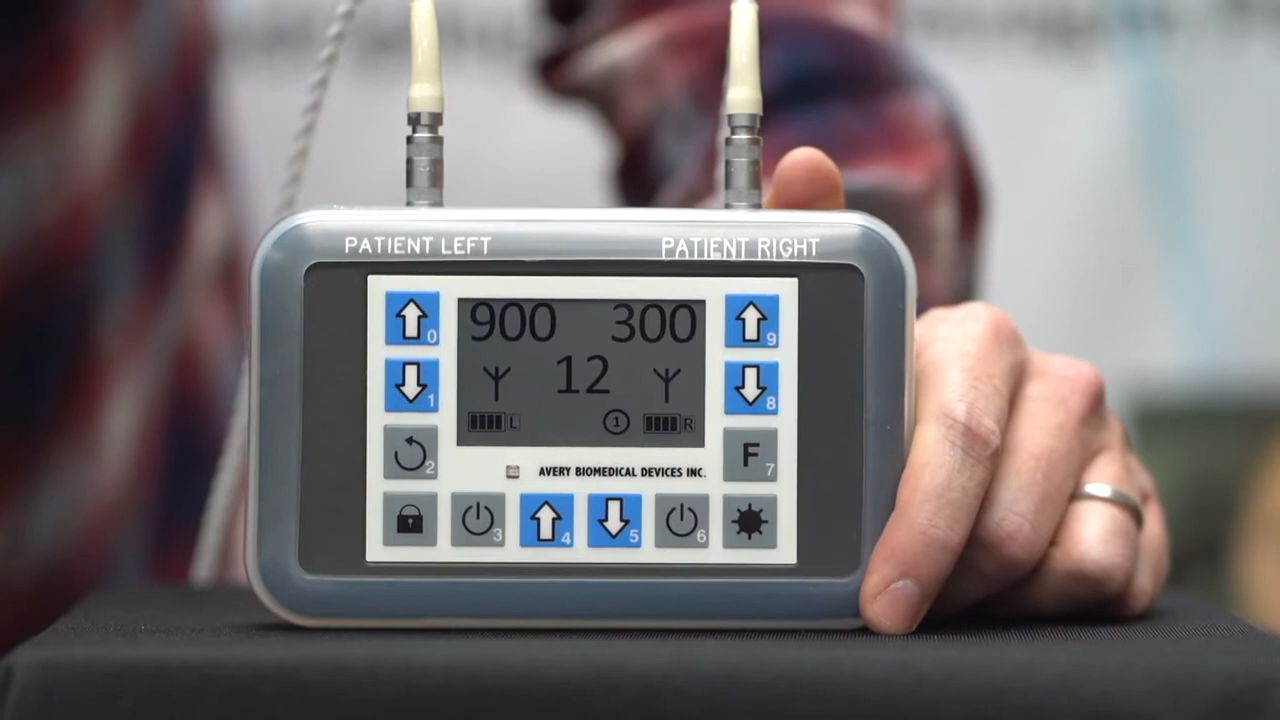 PATIENT LEFT PATIENT RIGHT
0 900 300 9
1 12 8
L 1 R
2 F 7
AVERY BIOMEDICAL DEVICES INC.
3 4 5 6